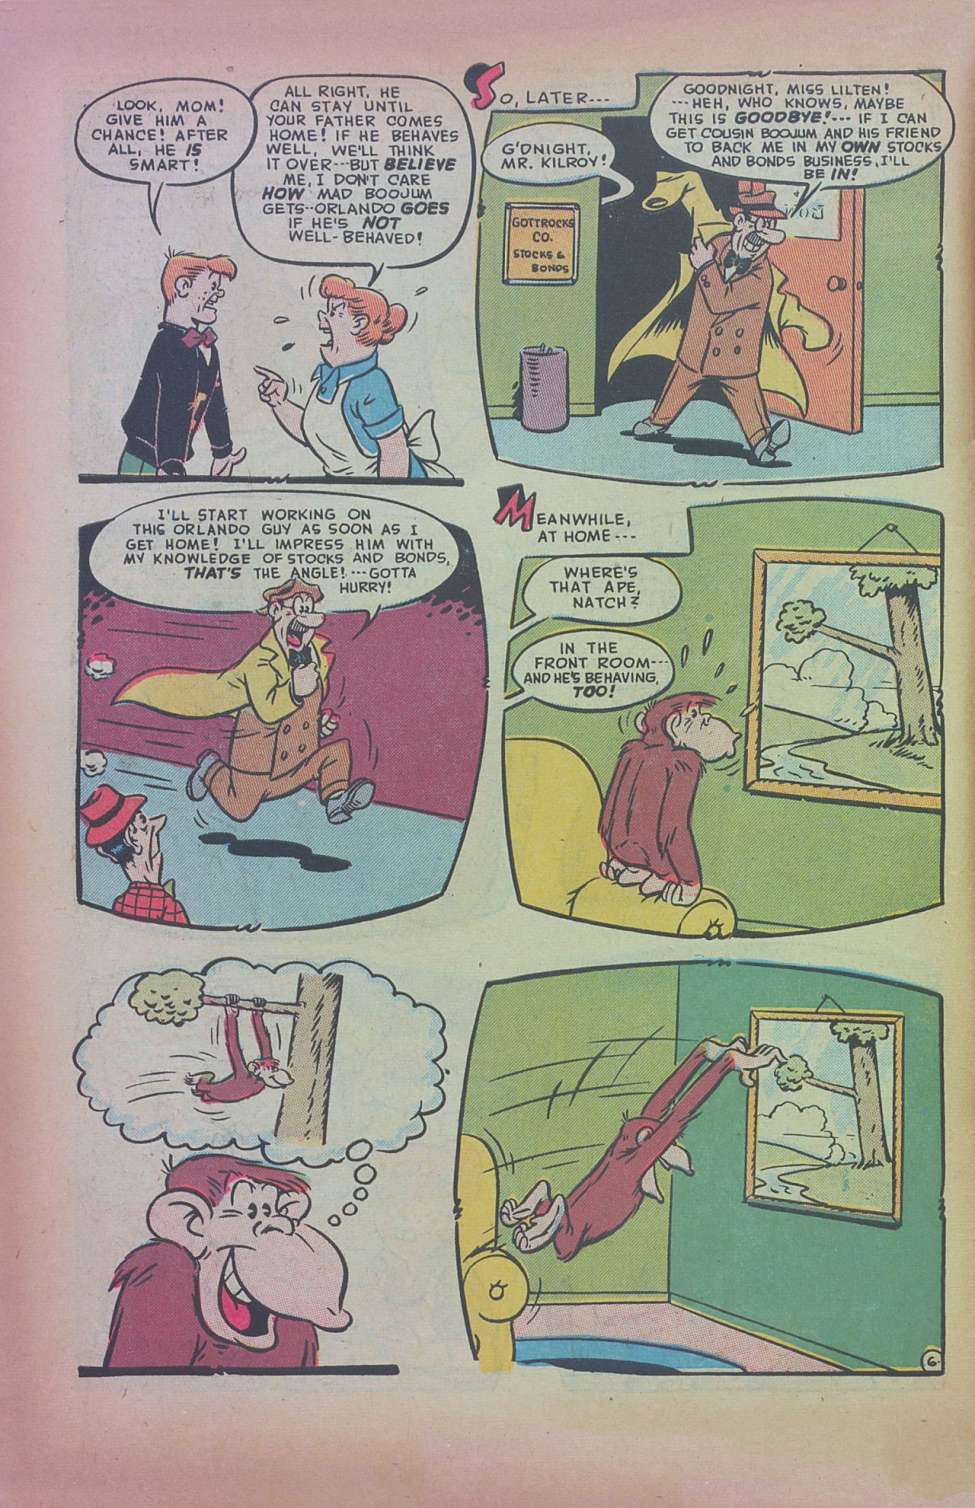 LOOK, MOM!
GIVE HIM A
CHANCE! AFTER
ALL, HE IS
SMART!
ALL RIGHT, HE
CAN STAY UNTIL
YOUR FATHER COMES
HOME! IF HE BEHAVES
WELL, WE'LL THINK
IT OVER---BUT BELIEVE
ME, I DON'T CARE
HOW MAD BOOJUM
GETS--ORLANDO GOES
IF HE'S NOT
WELL-BEHAVED!
SO, LATER---
G'DNIGHT,
MR. KILROY!
GOODNIGHT, MISS LILTEN!
---HEH, WHO KNOWS, MAYBE
THIS IS GOODBYE!--- IF I CAN
GET COUSIN BOOJUM AND HIS FRIEND
TO BACK ME IN MY OWN STOCKS
AND BONDS BUSINESS, I'LL
BE IN!
GOTTROCKS
CO.
STOCKS &
BONDS
I'LL START WORKING ON
THIS ORLANDO GUY AS SOON AS I
GET HOME! I'LL IMPRESS HIM WITH
MY KNOWLEDGE OF STOCKS AND BONDS,
THAT'S THE ANGLE!---GOTTA
HURRY!
MEANWHILE,
AT HOME---
WHERE'S
THAT APE,
NATCH?
IN THE
FRONT ROOM---
AND HE'S BEHAVING,
TOO!
6